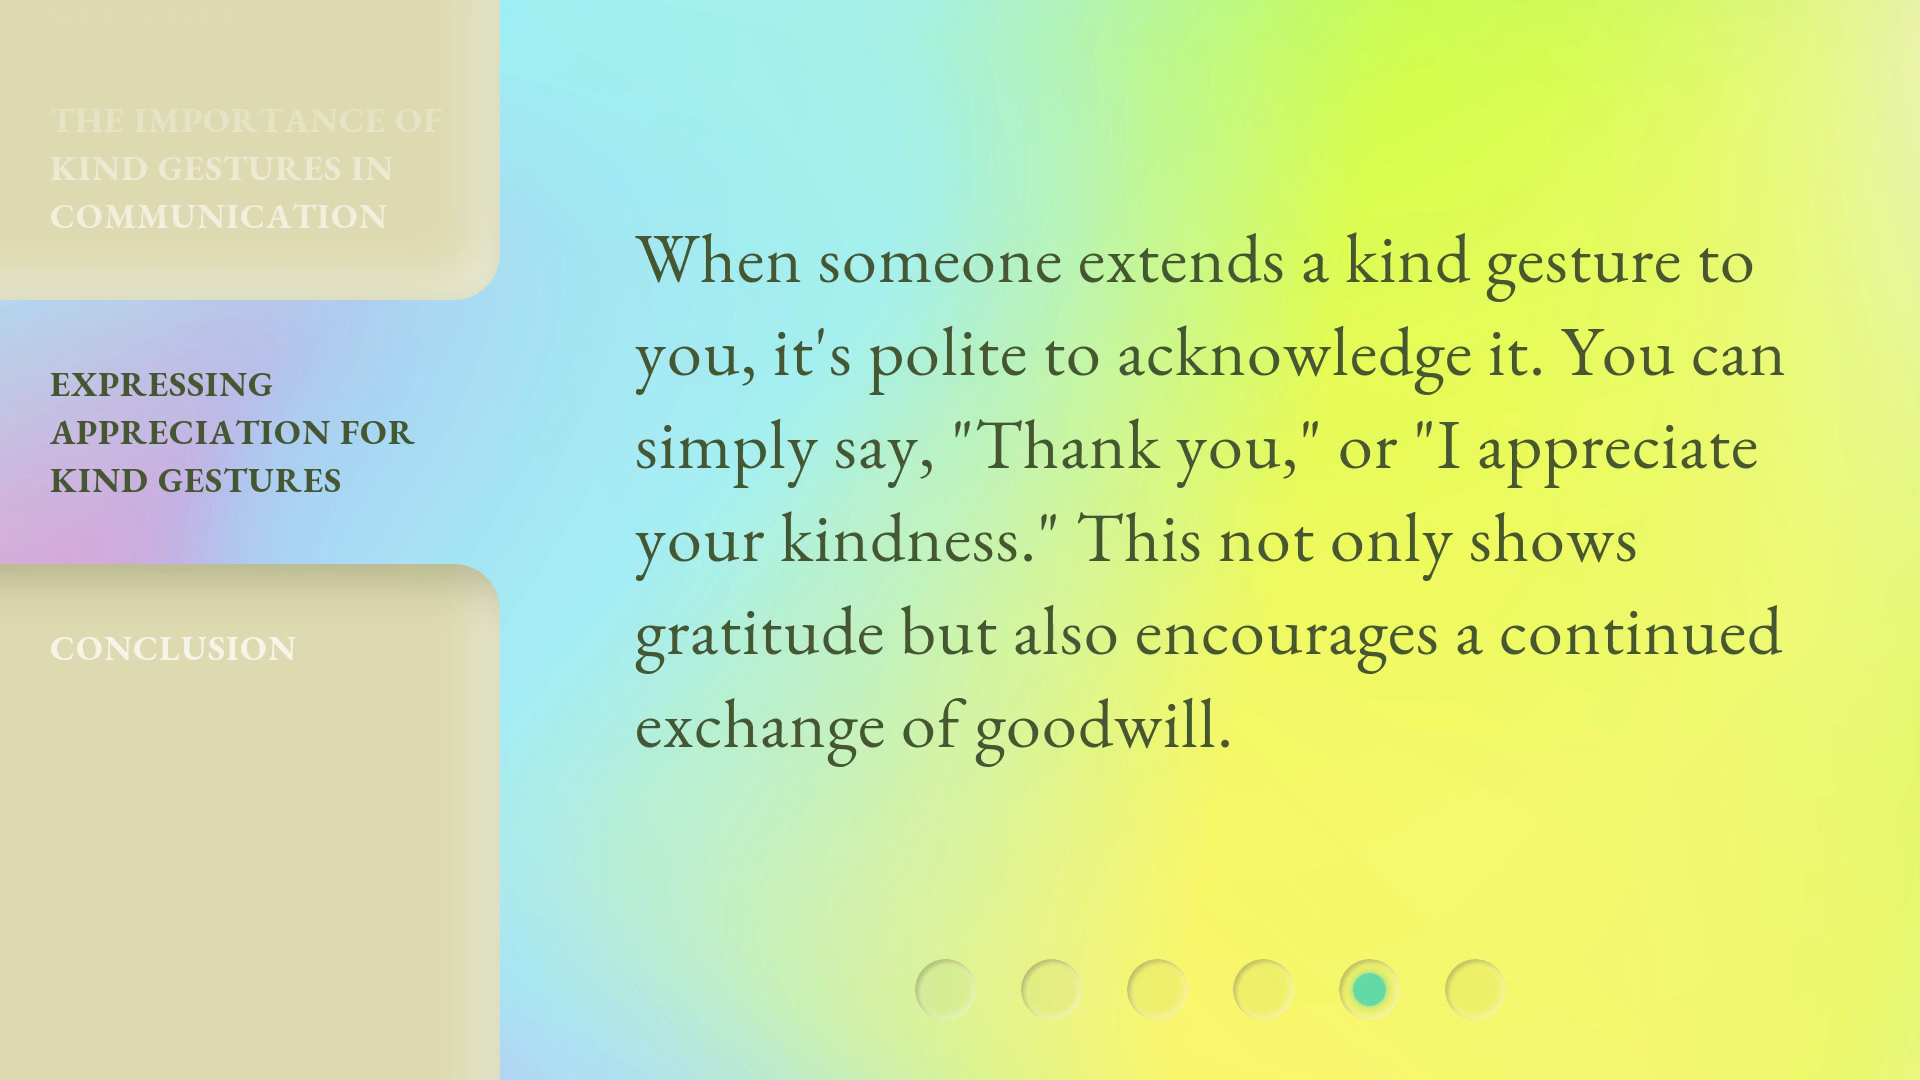 THE IMPORTANCE OF
KIND GESTURES IN
COMMUNICATION
EXPRESSING
APPRECIATION FOR
KIND GESTURES
CONCLUSION
When someone extends a kind gesture to
you, it's polite to acknowledge it. You can
simply say, "Thank you," or "I appreciate
your kindness." This not only shows
gratitude but also encourages a continued
exchange of goodwill.